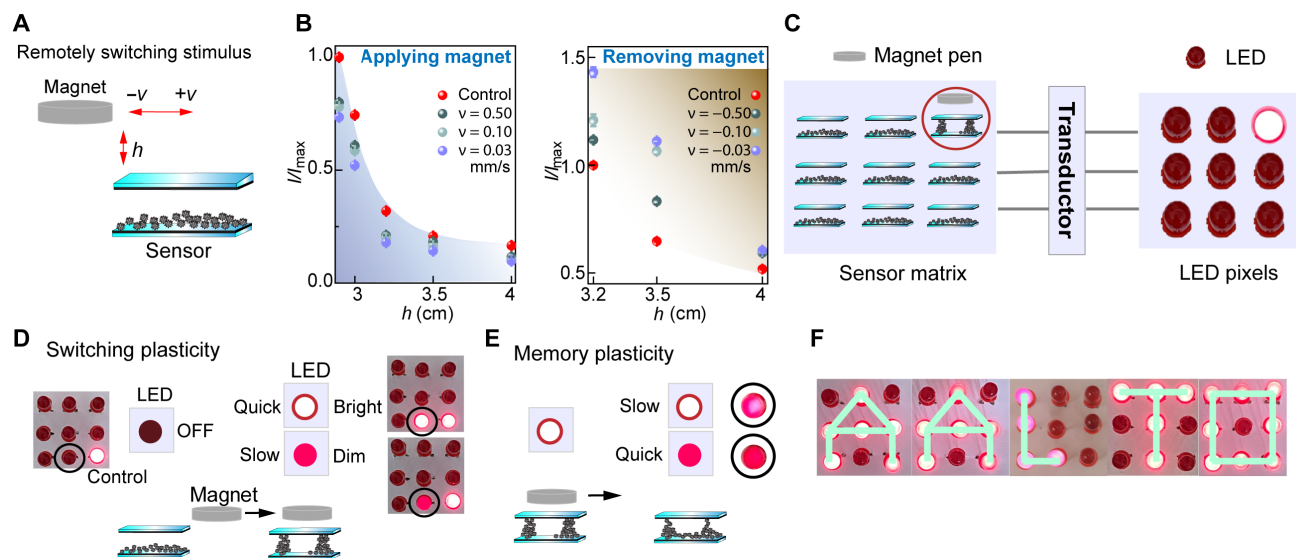 A
Remotely switching stimulus
Magnet
–v
+v
h
Sensor
B
I/Imax
1.0
0.5
0.0
Applying magnet
Control
ν = 0.50
ν = 0.10
ν = 0.03
mm/s
3
3.5
4
h (cm)
1.5
1.0
0.5
Removing magnet
Control
ν = −0.50
ν = −0.10
ν = −0.03
mm/s
I/Imax
3.2
3.5
4
h (cm)
C
Magnet pen
LED
Transductor
Sensor matrix
LED pixels
D
Switching plasticity
LED
OFF
Control
LED
Quick
Bright
Slow
Dim
Magnet
E
Memory plasticity
Slow
Quick
F